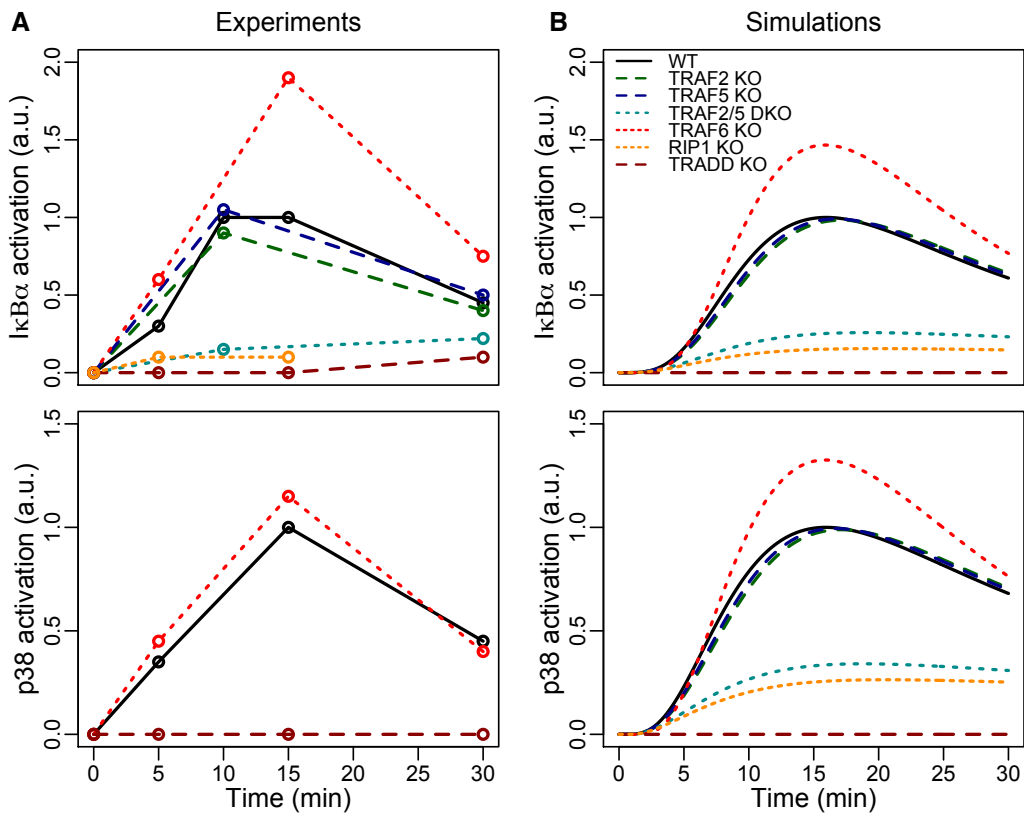 A Experiments
B Simulations
IκBα activation (a.u.)
0.0 0.5 1.0 1.5 2.0
IκBα activation (a.u.)
0.0 0.5 1.0 1.5 2.0
WT
TRAF2 KO
TRAF5 KO
TRAF2/5 DKO
TRAF6 KO
RIP1 KO
TRADD KO
p38 activation (a.u.)
0.0 0.5 1.0 1.5
0 5 10 15 20 30
Time (min)
p38 activation (a.u.)
0.0 0.5 1.0 1.5
0 5 10 15 20 30
Time (min)